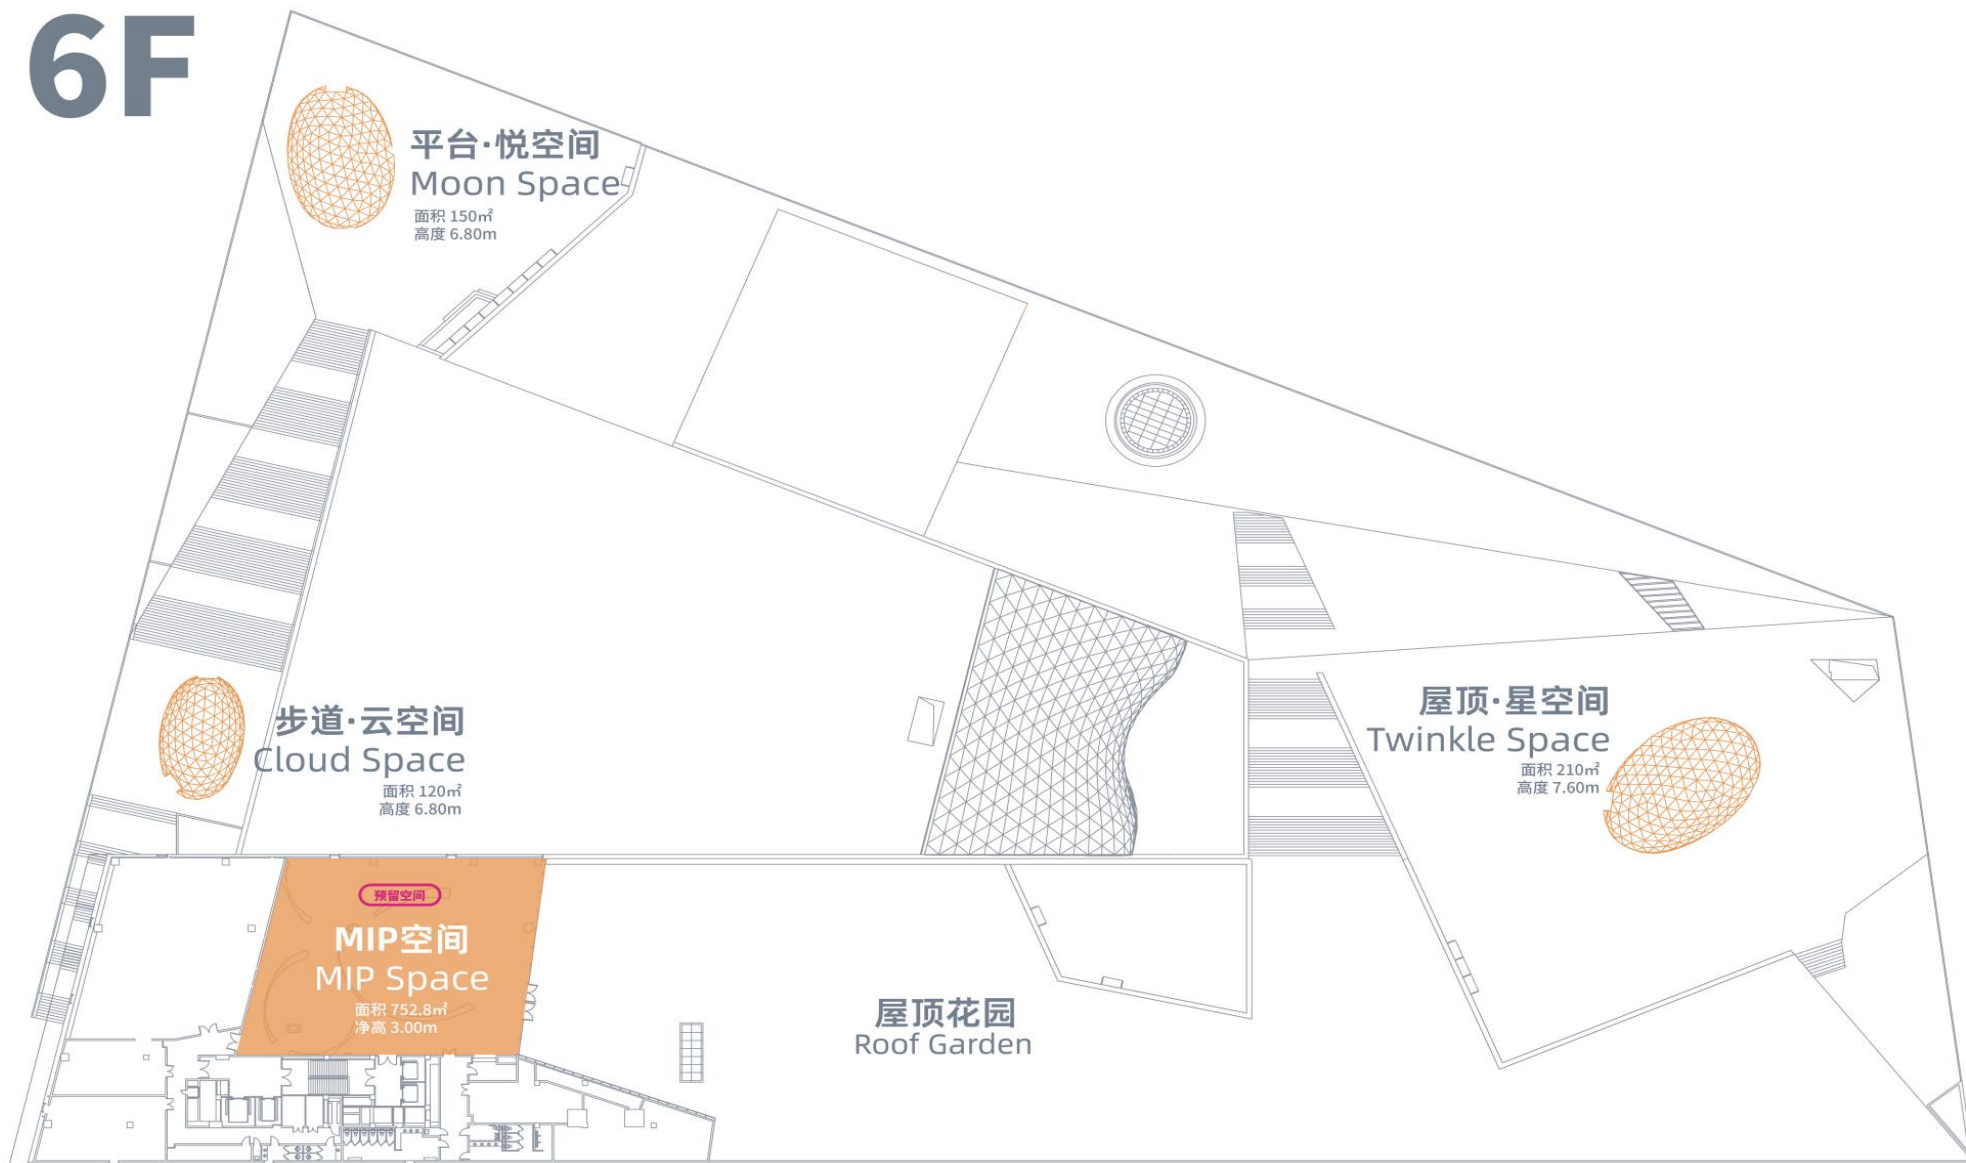 6F
平台·悦空间
Moon Space
面积 150㎡
高度 6.80m
步道·云空间
Cloud Space
面积 120㎡
高度 6.80m
屋顶·星空间
Twinkle Space
面积 210㎡
高度 7.60m
预留空间
MIP空间
MIP Space
面积 752.8㎡
净高 3.00m
屋顶花园
Roof Garden